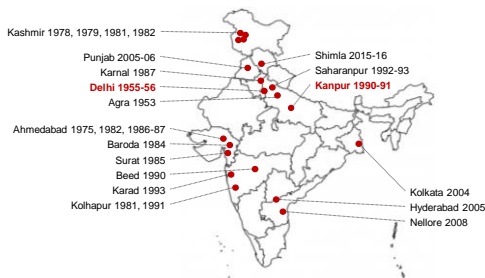 Kashmir 1978, 1979, 1981, 1982
Punjab 2005-06
Karnal 1987
Delhi 1955-56
Agra 1953
Ahmedabad 1975, 1982, 1986-87
Baroda 1984
Surat 1985
Beed 1990
Karad 1993
Kolhapur 1981, 1991
Shimla 2015-16
Saharanpur 1992-93
Kanpur 1990-91
Kolkata 2004
Hyderabad 2005
Nellore 2008